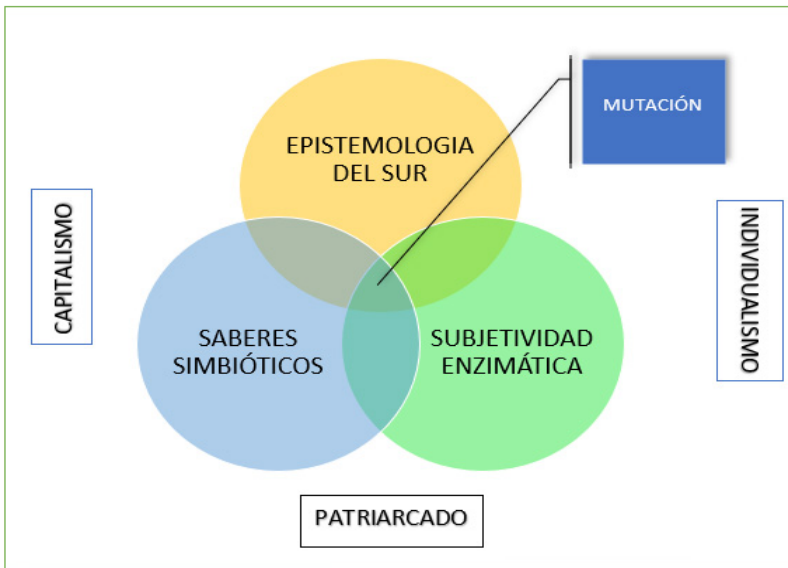 MUTACIÓN
EPISTEMOLOGIA
DEL SUR
CAPITALISMO
INDIVIDUALISMO
SABERES
SIMBIÓTICOS
SUBJETIVIDAD
ENZIMÁTICA
PATRIARCADO